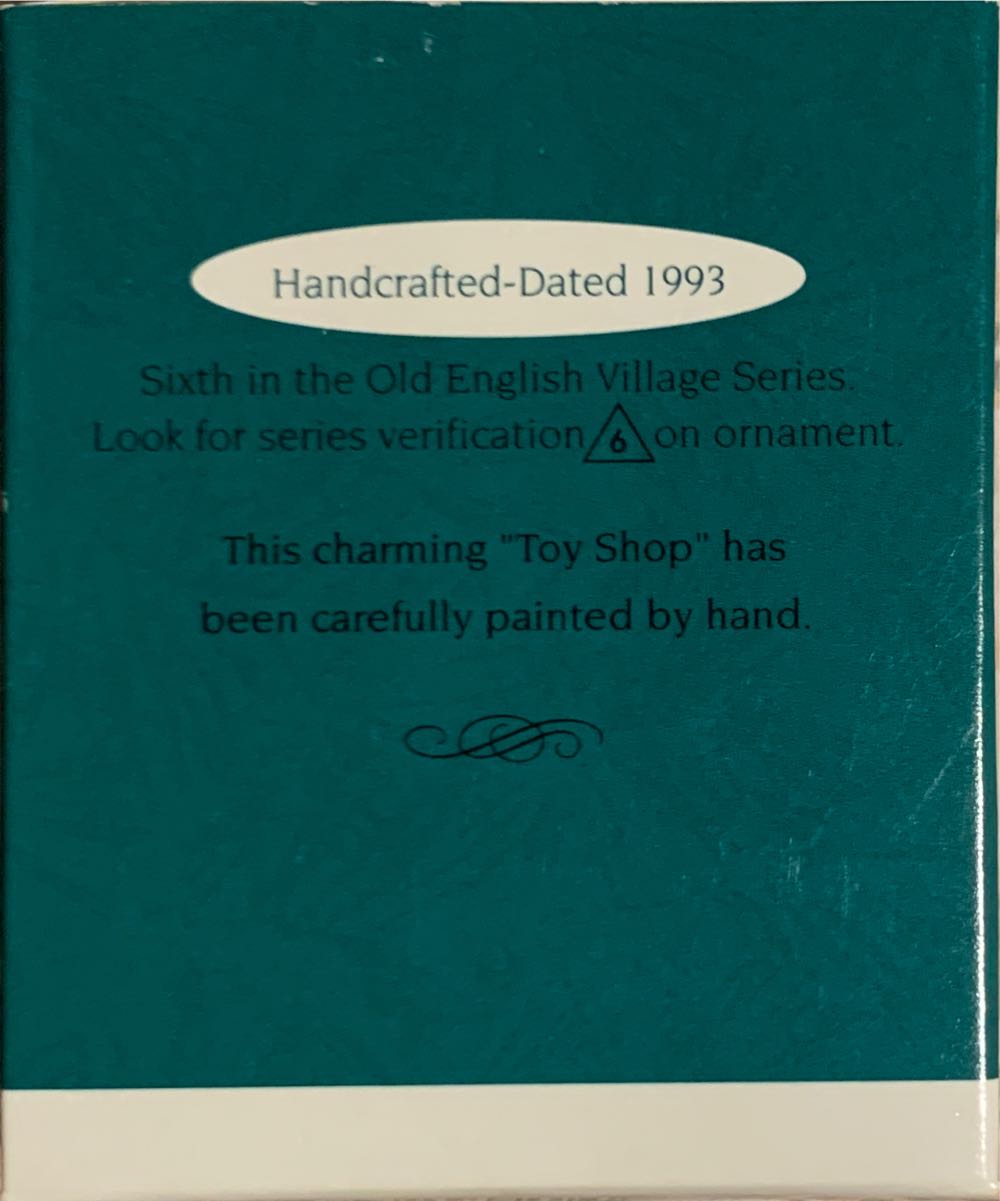 Handcrafted-Dated 1993
Sixth in the Old English Village Series.
Look for series verification 6 on ornament.
This charming "Toy Shop" has
been carefully painted by hand.